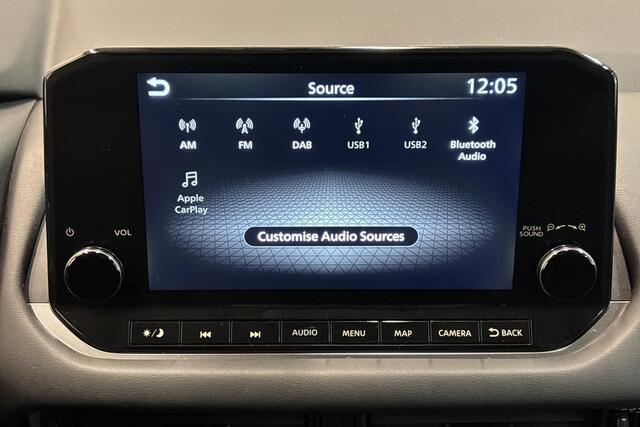 Source
12:05
AM
FM
DAB
USB1
USB2
Bluetooth
Audio
Apple
CarPlay
Customise Audio Sources
VOL
PUSH
SOUND
AUDIO
MENU
MAP
CAMERA
BACK